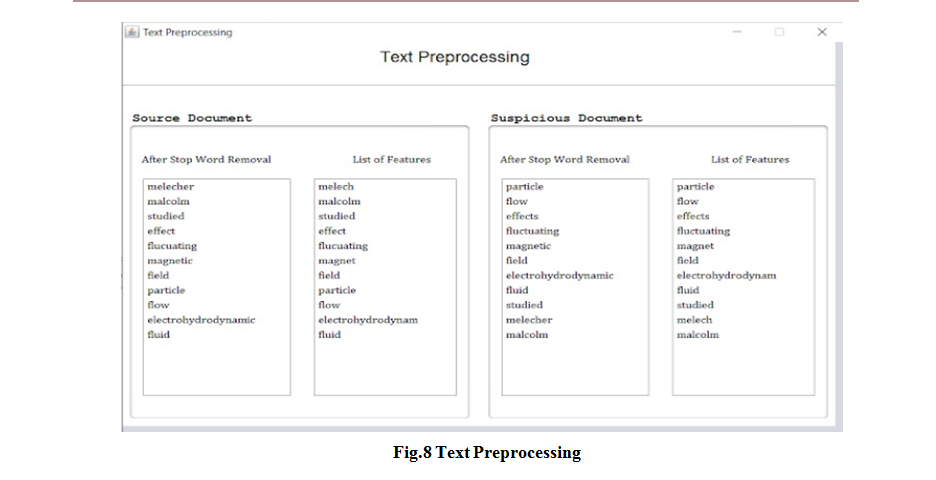 Text Preprocessing
Text Preprocessing
Source Document
After Stop Word Removal
melecher
malcolm
studied
effect
flucuating
magnetic
field
particle
flow
electrohydrodynamic
fluid
List of Features
melech
malcolm
studied
effect
flucuating
magnet
field
particle
flow
electrohydrodynam
fluid
Suspicious Document
After Stop Word Removal
particle
flow
effects
fluctuating
magnetic
field
electrohydrodynamic
fluid
studied
melecher
malcolm
List of Features
particle
flow
effects
fluctuating
magnet
field
electrohydrodynam
fluid
studied
melech
malcolm
Fig.8 Text Preprocessing